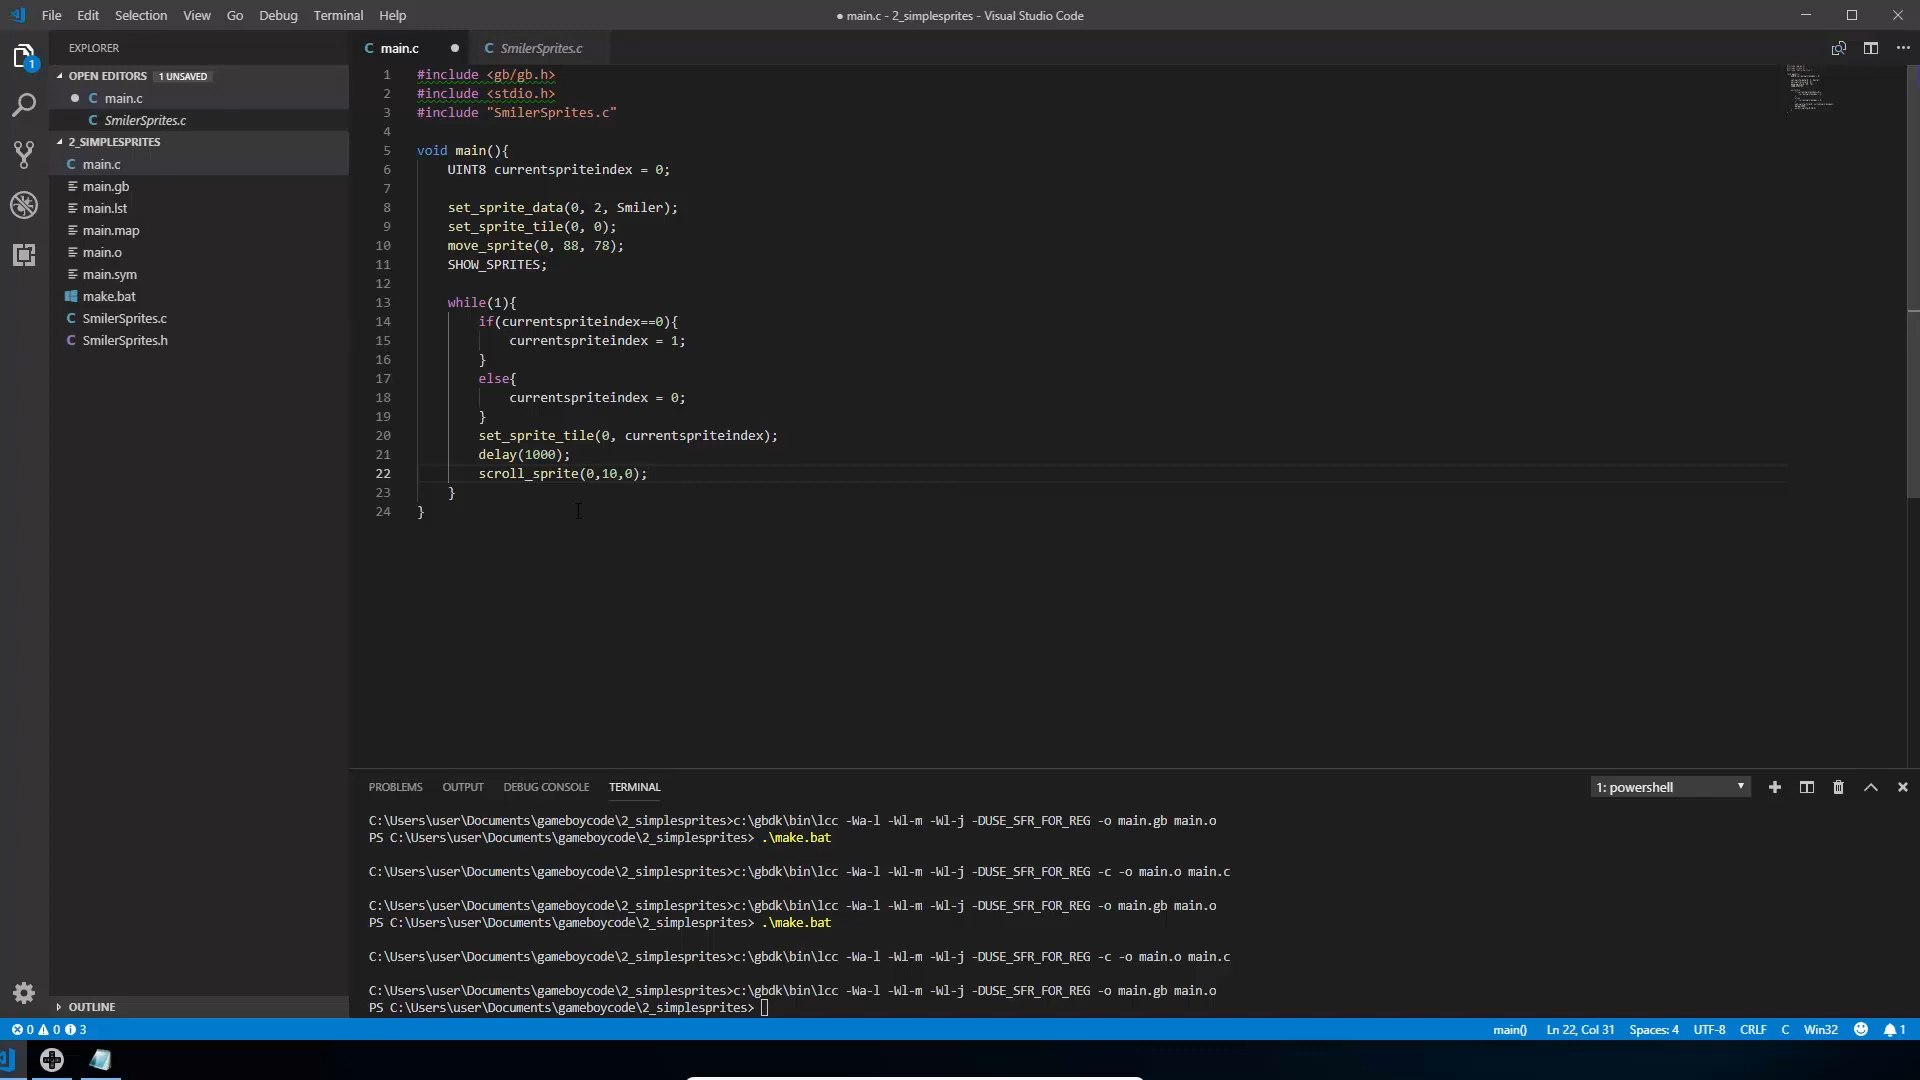 File Edit Selection View Go Debug Terminal Help
● main.c - 2_simplesprites - Visual Studio Code
EXPLORER
OPEN EDITORS 1 UNSAVED
C main.c
C SmilerSprites.c
2_SIMPLESPRITES
C main.c
main.gb
main.lst
main.map
main.o
main.sym
make.bat
C SmilerSprites.c
C SmilerSprites.h
OUTLINE
1
C main.c
C SmilerSprites.c
1 #include <gb/gb.h>
2 #include <stdio.h>
3 #include "SmilerSprites.c"
4
5 void main(){
6 UINT8 currentspriteindex = 0;
7
8 set_sprite_data(0, 2, Smiler);
9 set_sprite_tile(0, 0);
10 move_sprite(0, 88, 78);
11 SHOW_SPRITES;
12
13 while(1){
14 if(currentspriteindex==0){
15 currentspriteindex = 1;
16 }
17 else{
18 currentspriteindex = 0;
19 }
20 set_sprite_tile(0, currentspriteindex);
21 delay(1000);
22 scroll_sprite(0,10,0);
23 }
24 }
PROBLEMS OUTPUT DEBUG CONSOLE TERMINAL
1: powershell
C:\Users\user\Documents\gameboycode\2_simplesprites>c:\gbdk\bin\lcc -Wa-l -Wl-m -Wl-j -DUSE_SFR_FOR_REG -o main.gb main.o
PS C:\Users\user\Documents\gameboycode\2_simplesprites> .\make.bat
C:\Users\user\Documents\gameboycode\2_simplesprites>c:\gbdk\bin\lcc -Wa-l -Wl-m -Wl-j -DUSE_SFR_FOR_REG -c -o main.o main.c
C:\Users\user\Documents\gameboycode\2_simplesprites>c:\gbdk\bin\lcc -Wa-l -Wl-m -Wl-j -DUSE_SFR_FOR_REG -o main.gb main.o
PS C:\Users\user\Documents\gameboycode\2_simplesprites> .\make.bat
C:\Users\user\Documents\gameboycode\2_simplesprites>c:\gbdk\bin\lcc -Wa-l -Wl-m -Wl-j -DUSE_SFR_FOR_REG -c -o main.o main.c
C:\Users\user\Documents\gameboycode\2_simplesprites>c:\gbdk\bin\lcc -Wa-l -Wl-m -Wl-j -DUSE_SFR_FOR_REG -o main.gb main.o
PS C:\Users\user\Documents\gameboycode\2_simplesprites>
0 0 3
main() Ln 22, Col 31 Spaces: 4 UTF-8 CRLF C Win32 1